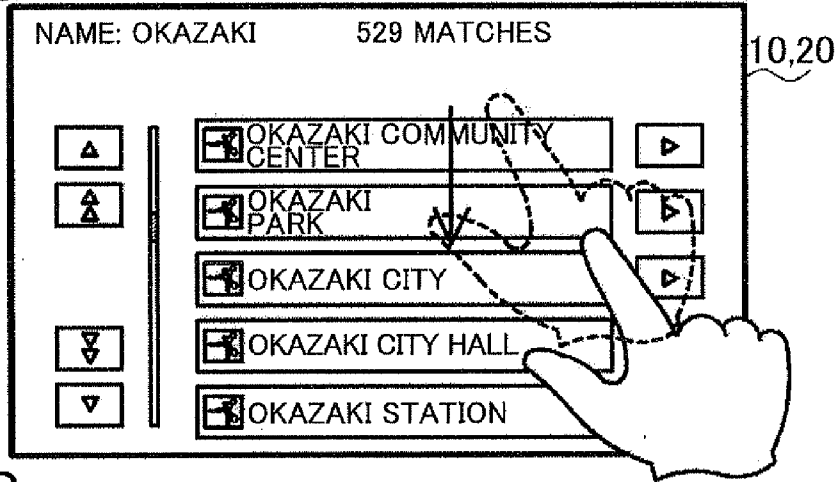 NAME: OKAZAKI 529 MATCHES
10,20
OKAZAKI COMMUNITY
CENTER
OKAZAKI
PARK
OKAZAKI CITY
OKAZAKI CITY HALL
OKAZAKI STATION